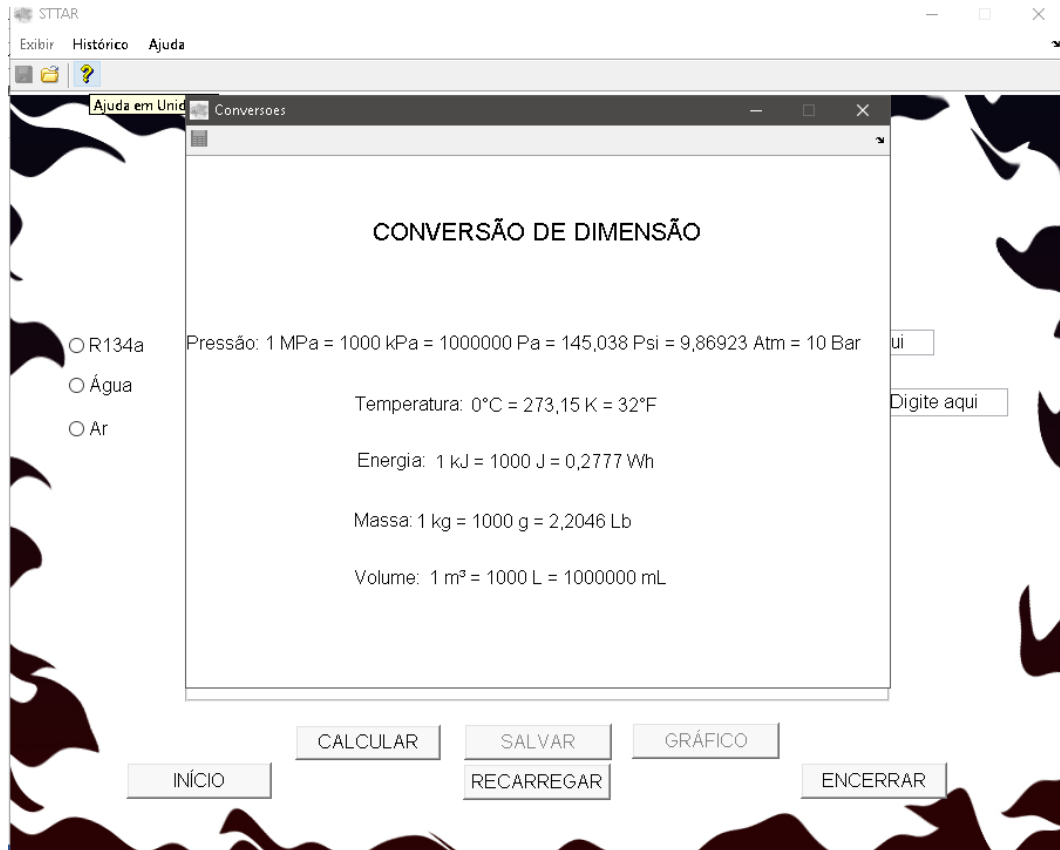 STTAR
Exibir Histórico Ajuda
Ajuda em Unid
Conversoes
CONVERSÃO DE DIMENSÃO
Pressão: 1 MPa = 1000 kPa = 1000000 Pa = 145,038 Psi = 9,86923 Atm = 10 Bar
Temperatura: 0°C = 273,15 K = 32°F
Energia: 1 kJ = 1000 J = 0,2777 Wh
Massa: 1 kg = 1000 g = 2,2046 Lb
Volume: 1 m³ = 1000 L = 1000000 mL
R134a
ui
Água
Digite aqui
Ar
CALCULAR SALVAR GRÁFICO
INÍCIO RECARREGAR ENCERRAR